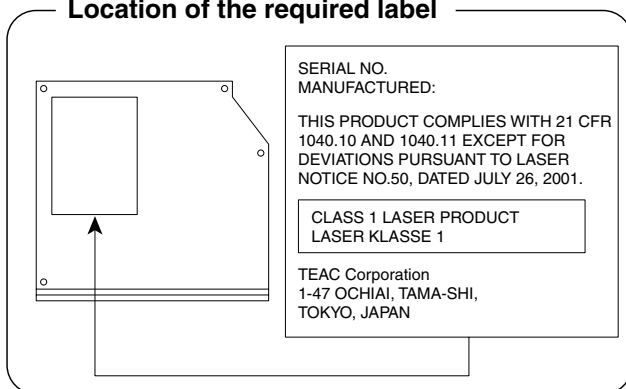 Location of the required label
SERIAL NO.
MANUFACTURED:
THIS PRODUCT COMPLIES WITH 21 CFR
1040.10 AND 1040.11 EXCEPT FOR
DEVIATIONS PURSUANT TO LASER
NOTICE NO.50, DATED JULY 26, 2001.
CLASS 1 LASER PRODUCT
LASER KLASSE 1
TEAC Corporation
1-47 OCHIAI, TAMA-SHI,
TOKYO, JAPAN